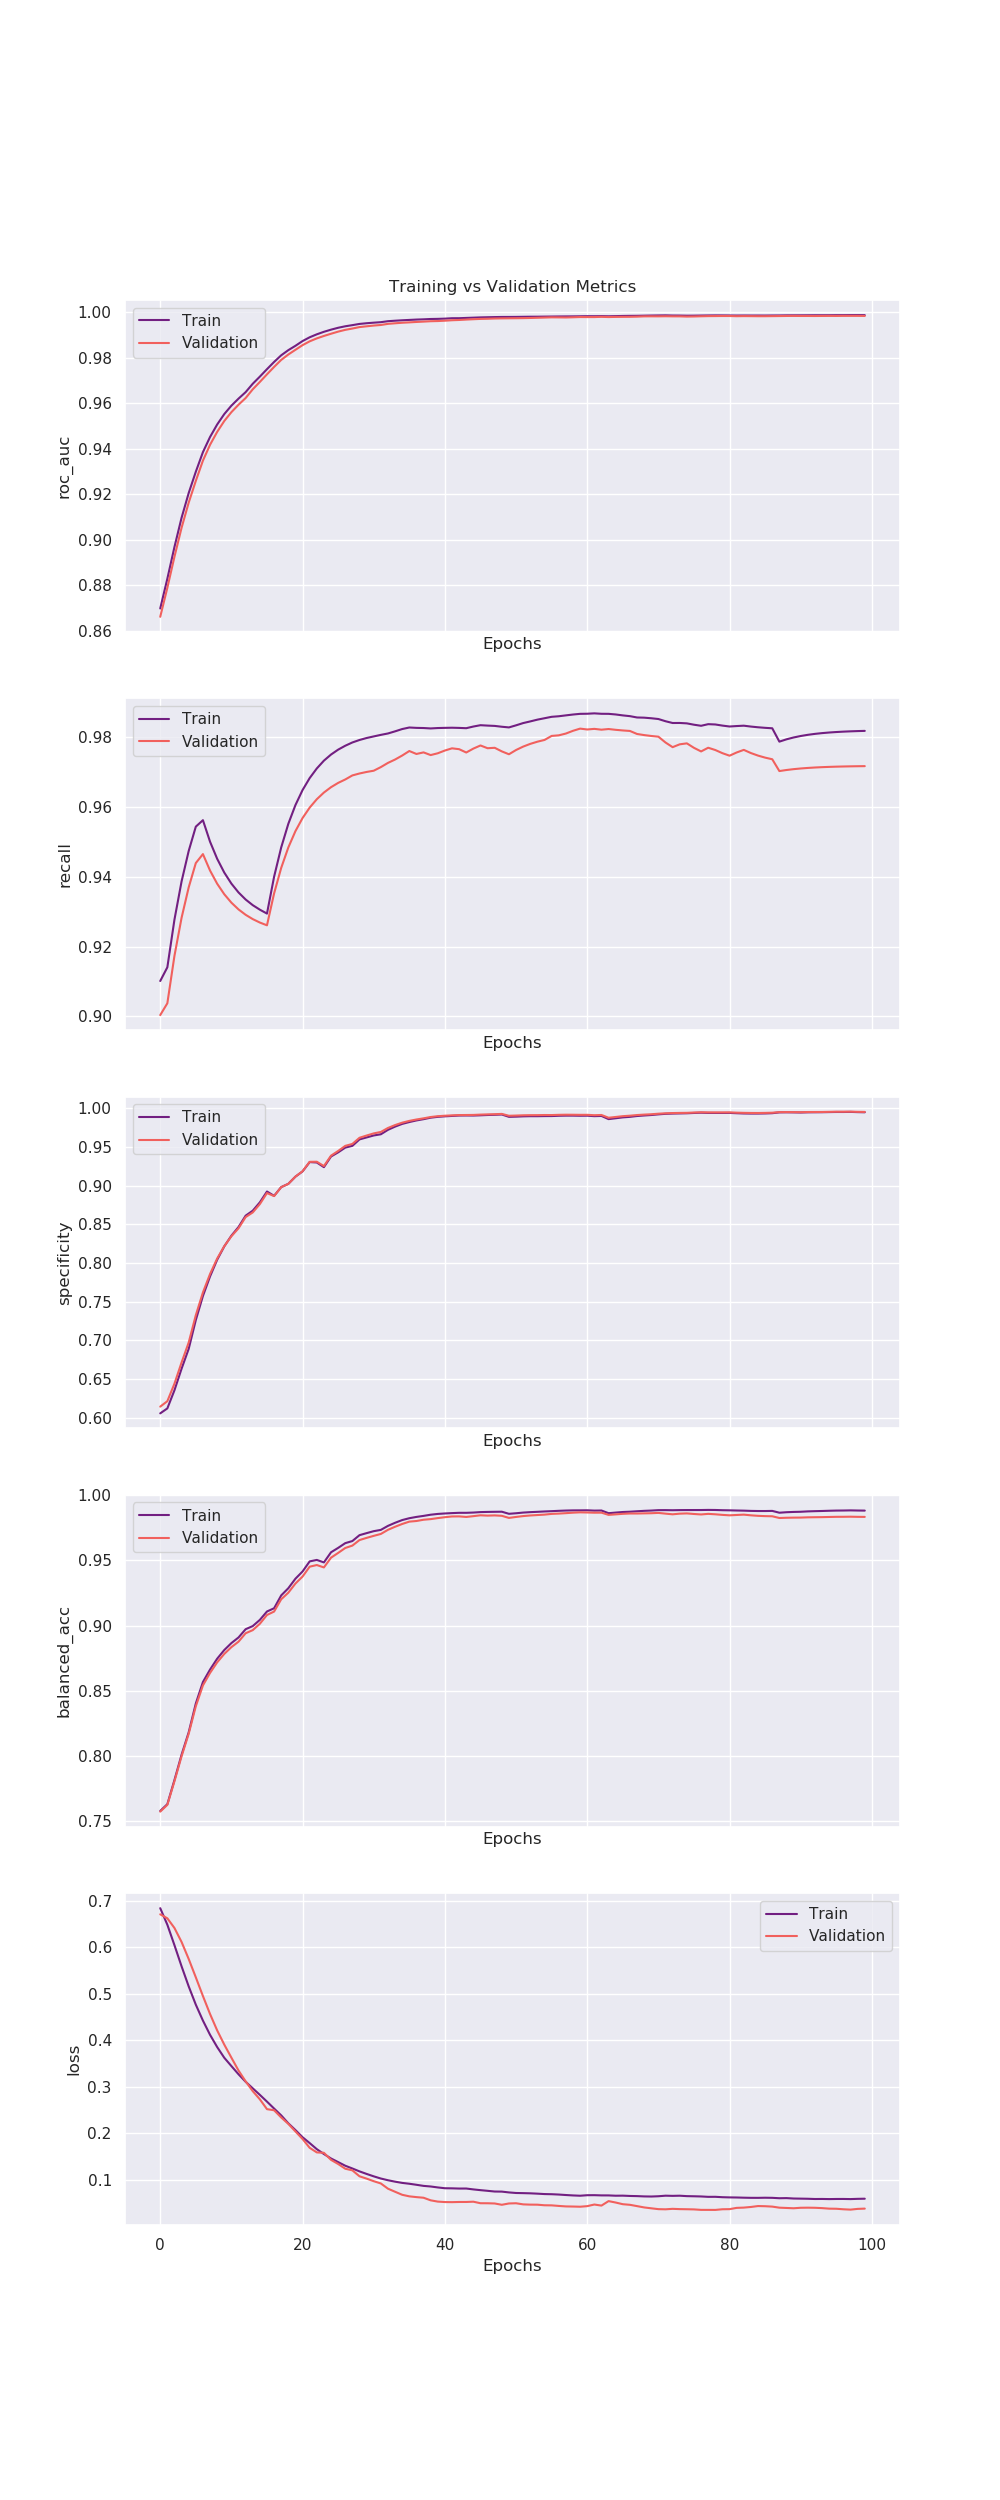 Training vs Validation Metrics
1.00
0.98
0.96
0.94
0.92
0.90
0.88
0.86
roc_auc
Train
Validation
Epochs
0.98
0.96
0.94
0.92
0.90
recall
Train
Validation
Epochs
1.00
0.95
0.90
0.85
0.80
0.75
0.70
0.65
0.60
specificity
Train
Validation
Epochs
1.00
0.95
0.90
0.85
0.80
0.75
balanced_acc
Train
Validation
Epochs
0.7
0.6
0.5
0.4
0.3
0.2
0.1
loss
Train
Validation
0 20 40 60 80 100
Epochs